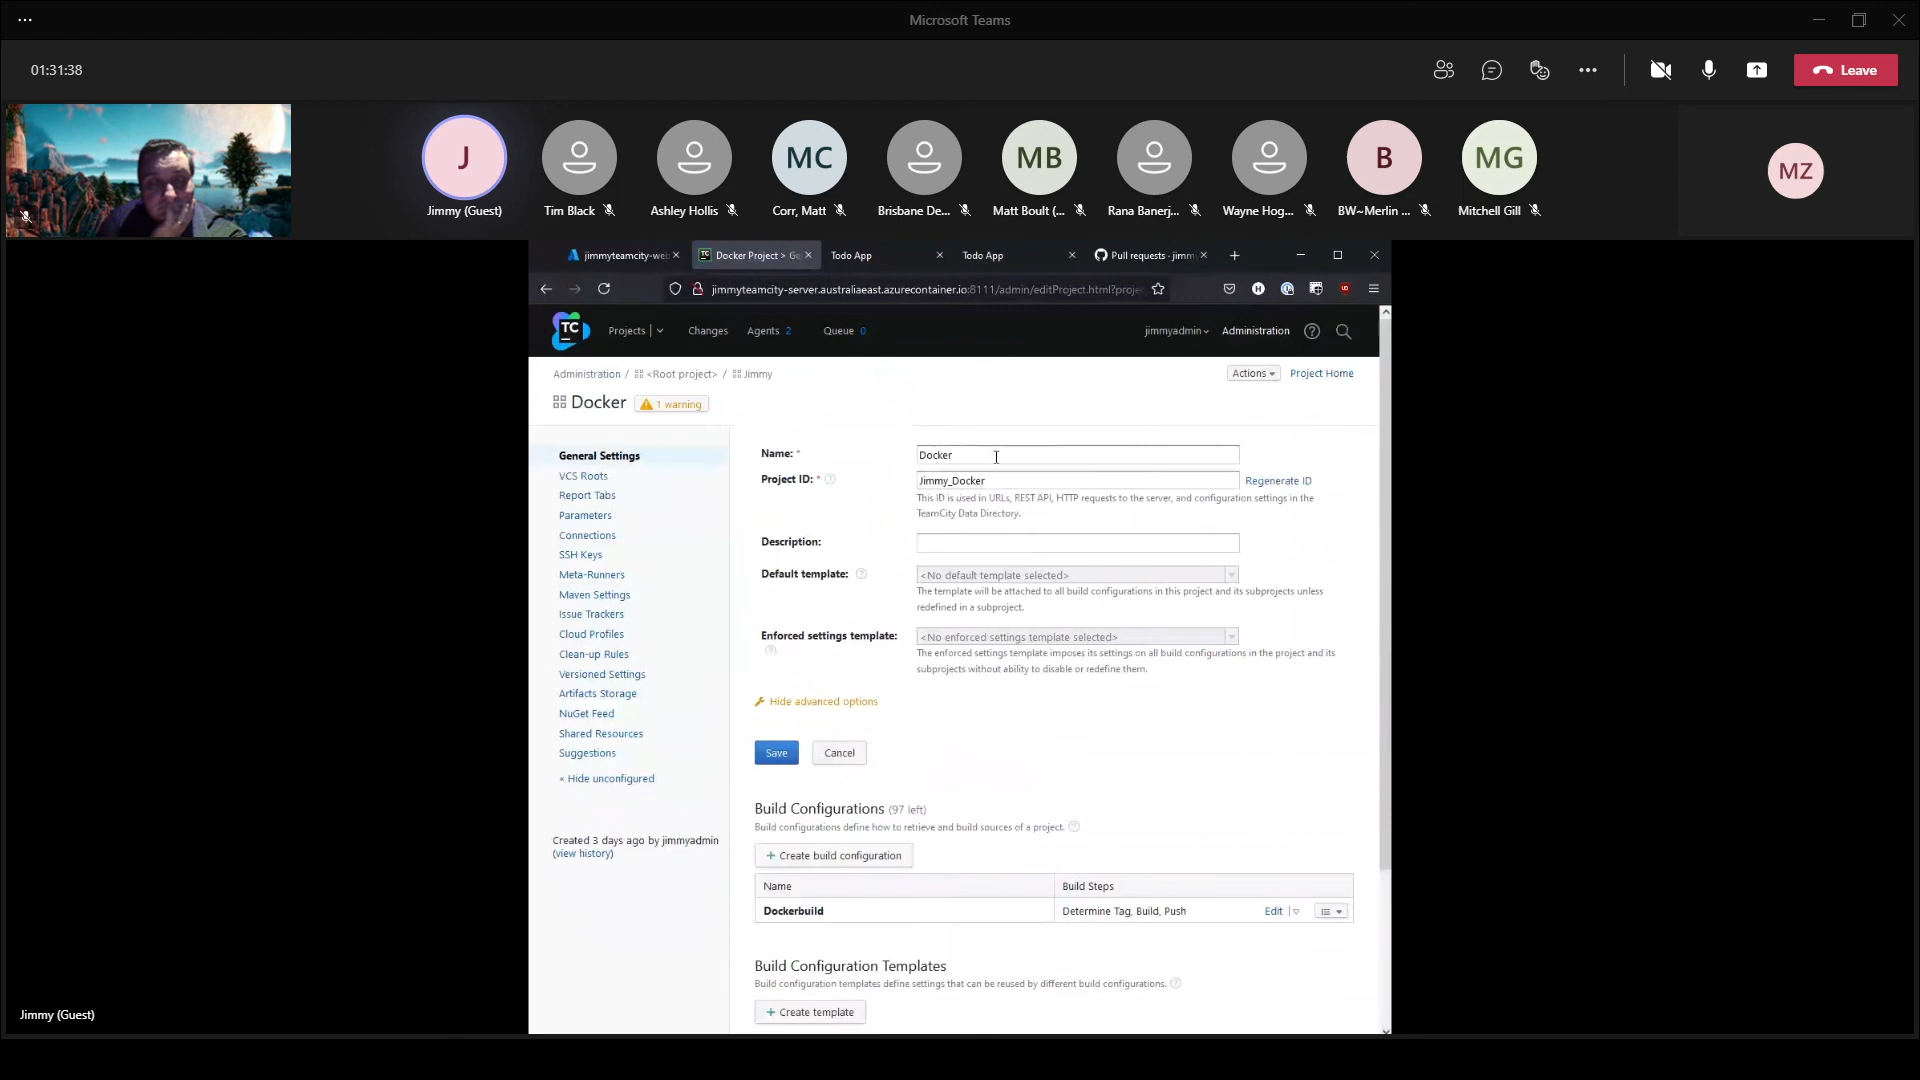 Microsoft Teams
01:31:38
Leave
J
MC
MB
B
MG
MZ
Jimmy (Guest)
Tim Black
Ashley Hollis
Corr, Matt
Brisbane De...
Matt Boult (...
Rana Banerj...
Wayne Hog...
BW~Merlin ...
Mitchell Gill
jimmyteamcity-web
Docker Project > Ge
Todo App
Todo App
Pull requests · jimmy
jimmyteamcity-server.australiaeast.azurecontainer.io:8111/admin/editProject.html?proje
TC
Projects
Changes
Agents 2
Queue 0
jimmyadmin
Administration
Administration / <Root project> / Jimmy
Actions
Project Home
Docker
1 warning
General Settings
VCS Roots
Report Tabs
Parameters
Connections
SSH Keys
Meta-Runners
Maven Settings
Issue Trackers
Cloud Profiles
Clean-up Rules
Versioned Settings
Artifacts Storage
NuGet Feed
Shared Resources
Suggestions
« Hide unconfigured
Created 3 days ago by jimmyadmin
(view history)
Name: *
Docker
Project ID: *
Jimmy_Docker
Regenerate ID
This ID is used in URLs, REST API, HTTP requests to the server, and configuration settings in the
TeamCity Data Directory.
Description:
Default template:
<No default template selected>
The template will be attached to all build configurations in this project and its subprojects unless
redefined in a subproject.
Enforced settings template:
<No enforced settings template selected>
The enforced settings template imposes its settings on all build configurations in the project and its
subprojects without ability to disable or redefine them.
Hide advanced options
Save
Cancel
Build Configurations (97 left)
Build configurations define how to retrieve and build sources of a project.
+ Create build configuration
Name
Build Steps
Dockerbuild
Determine Tag, Build, Push
Edit
Build Configuration Templates
Build configuration templates define settings that can be reused by different build configurations.
+ Create template
Jimmy (Guest)